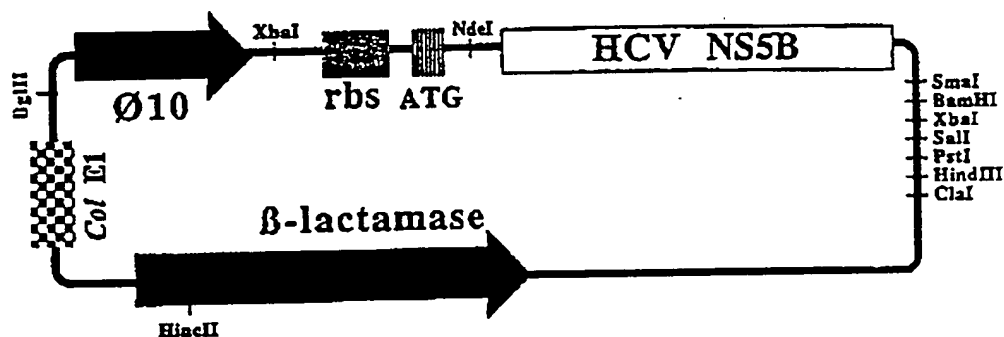 XbaI
NdeI
HCV NS5B
rbs
ATG
Ø10
BglII
SmaI
BamHI
XbaI
SalI
PstI
HindIII
ClaI
Col E1
ß-lactamase
HincII